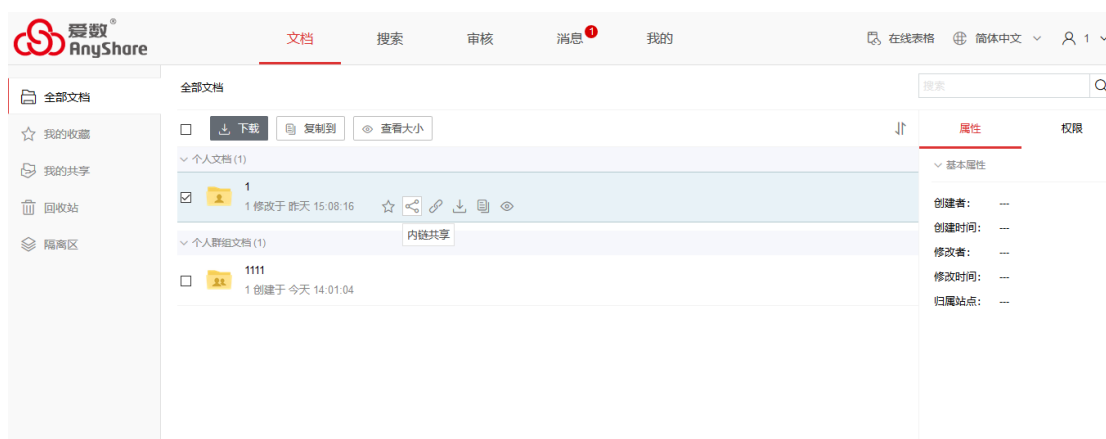 爱数®
AnyShare
文档 搜索 审核 消息 1 我的 在线表格 简体中文 1
全部文档
我的收藏
我的共享
回收站
隔离区
全部文档
搜索
下载 复制到 查看大小
属性 权限
个人文档(1)
基本属性
1
1 修改于 昨天 15:08:16
内链共享
个人群组文档(1)
1111
1 创建于 今天 14:01:04
创建者: ---
创建时间: ---
修改者: ---
修改时间: ---
归属站点: ---